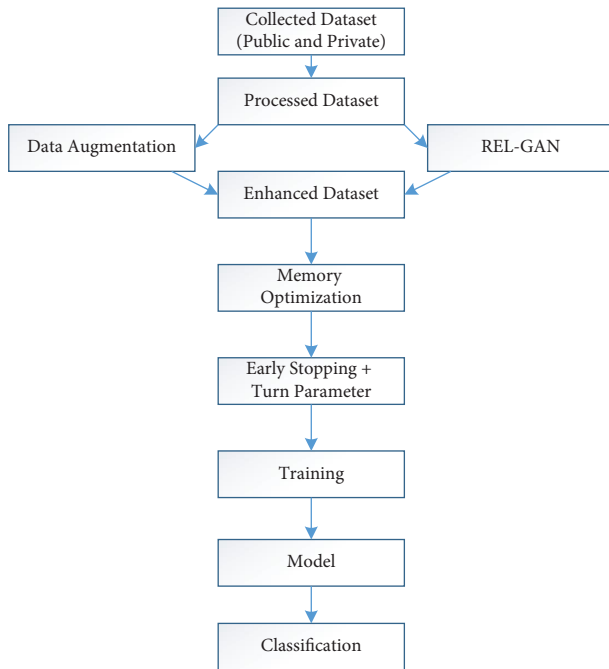 Collected Dataset
(Public and Private)
Processed Dataset
Data Augmentation
REL-GAN
Enhanced Dataset
Memory
Optimization
Early Stopping +
Turn Parameter
Training
Model
Classification